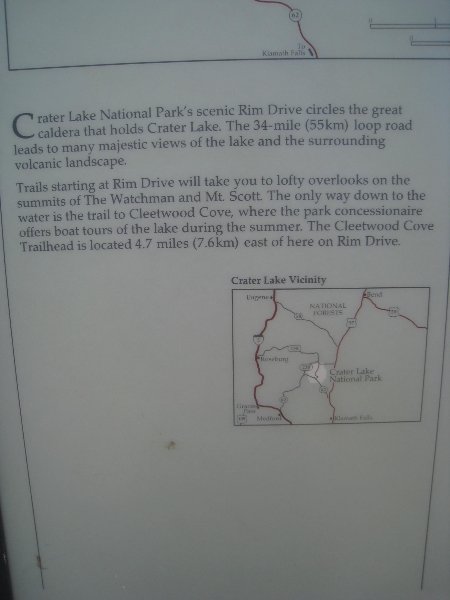 62
To
Klamath Falls
0
0
Crater Lake National Park's scenic Rim Drive circles the great
caldera that holds Crater Lake. The 34-mile (55km) loop road
leads to many majestic views of the lake and the surrounding
volcanic landscape.
Trails starting at Rim Drive will take you to lofty overlooks on the
summits of The Watchman and Mt. Scott. The only way down to the
water is the trail to Cleetwood Cove, where the park concessionaire
offers boat tours of the lake during the summer. The Cleetwood Cove
Trailhead is located 4.7 miles (7.6km) east of here on Rim Drive.
Crater Lake Vicinity
Eugene
Bend
NATIONAL
FORESTS
Roseburg
Crater Lake
National Park
Grants
Pass
Medford
Klamath Falls